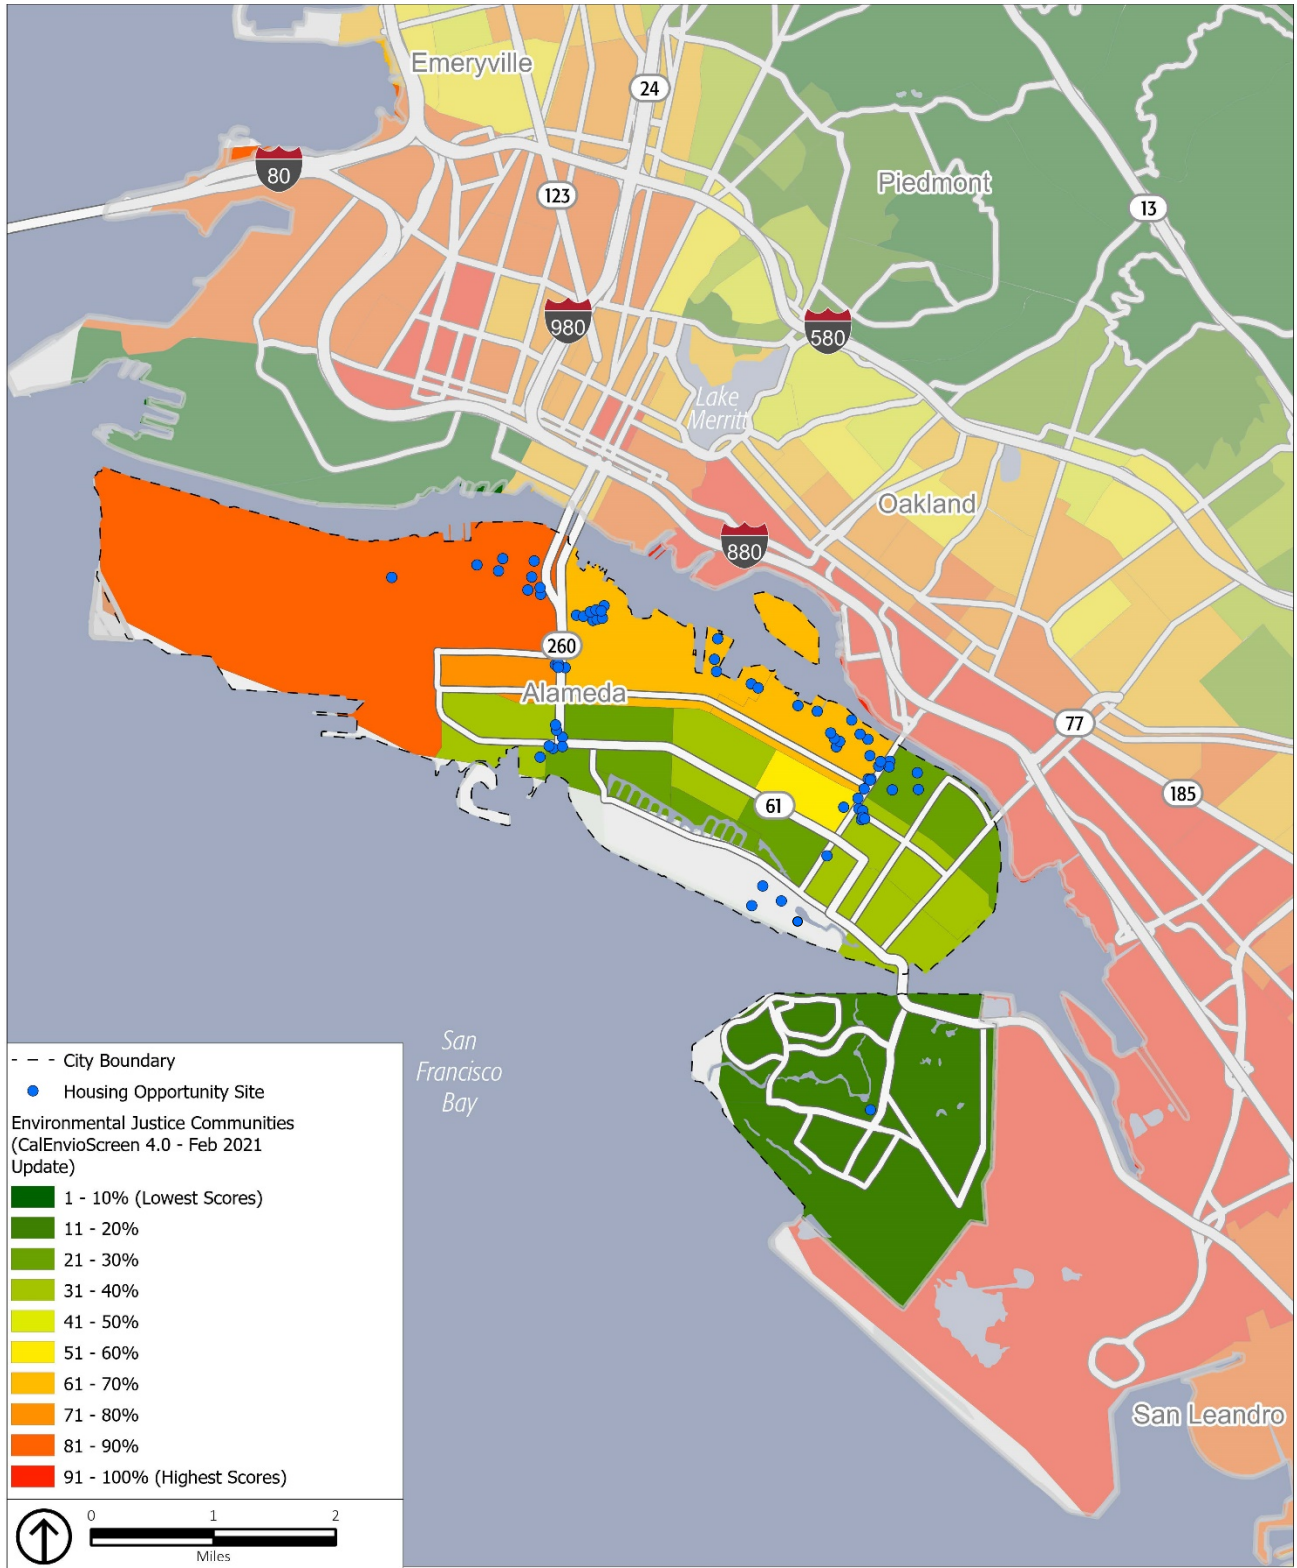 Emeryville
24
80
Piedmont
123
13
980
580
Lake
Merritt
Oakland
880
260
Alameda
77
185
61
San
Francisco
Bay
San Leandro
City Boundary
Housing Opportunity Site
Environmental Justice Communities
(CalEnvioScreen 4.0 - Feb 2021
Update)
1 - 10% (Lowest Scores)
11 - 20%
21 - 30%
31 - 40%
41 - 50%
51 - 60%
61 - 70%
71 - 80%
81 - 90%
91 - 100% (Highest Scores)
0 1 2
Miles